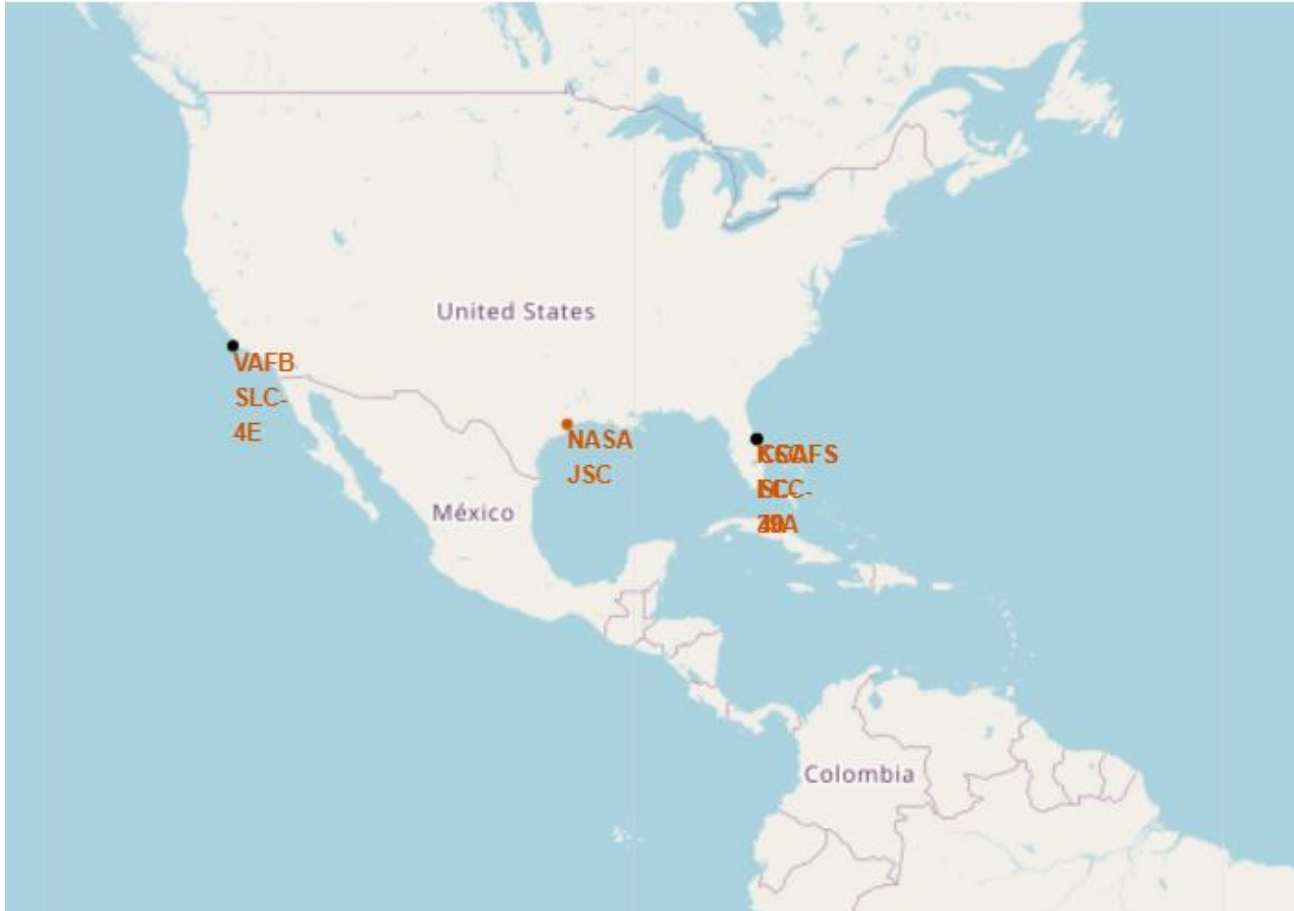 United States
VAFB
SLC-
4E
NASA
JSC
México
Colombia